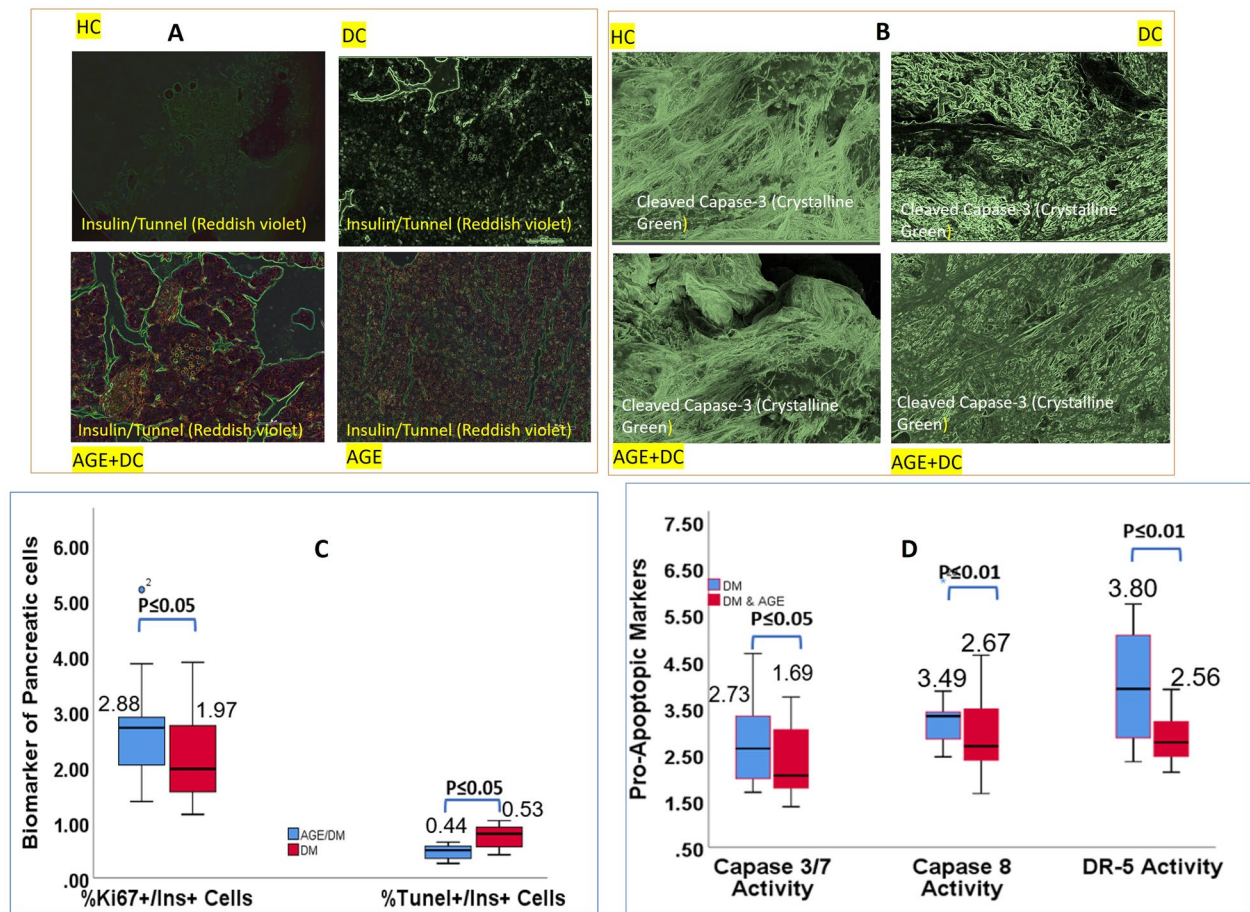 HC
A
DC
Insulin/Tunnel (Reddish violet)
Insulin/Tunnel (Reddish violet)
Insulin/Tunnel (Reddish violet)
Insulin/Tunnel (Reddish violet)
AGE+DC
AGE
HC
B
DC
Cleaved Capase-3 (Crystalline
Green)
Cleaved Capase-3 (Crystalline
Green)
Cleaved Capase-3 (Crystalline
Green)
Cleaved Capase-3 (Crystalline
Green)
AGE+DC
AGE+DC
C
Biomarker of Pancreatic cells
6.00
5.00
4.00
3.00
2.00
1.00
.00
2
P≤0.05
2.88
1.97
P≤0.05
0.44
0.53
AGE/DM
DM
%Ki67+/Ins+ Cells
%Tunel+/Ins+ Cells
D
Pro-Apoptopic Markers
7.50
6.50
5.50
4.50
3.50
2.50
1.50
.50
DM
DM & AGE
P≤0.05
2.73
1.69
P≤0.01
3.49
2.67
P≤0.01
3.80
2.56
Capase 3/7
Activity
Capase 8
Activity
DR-5 Activity